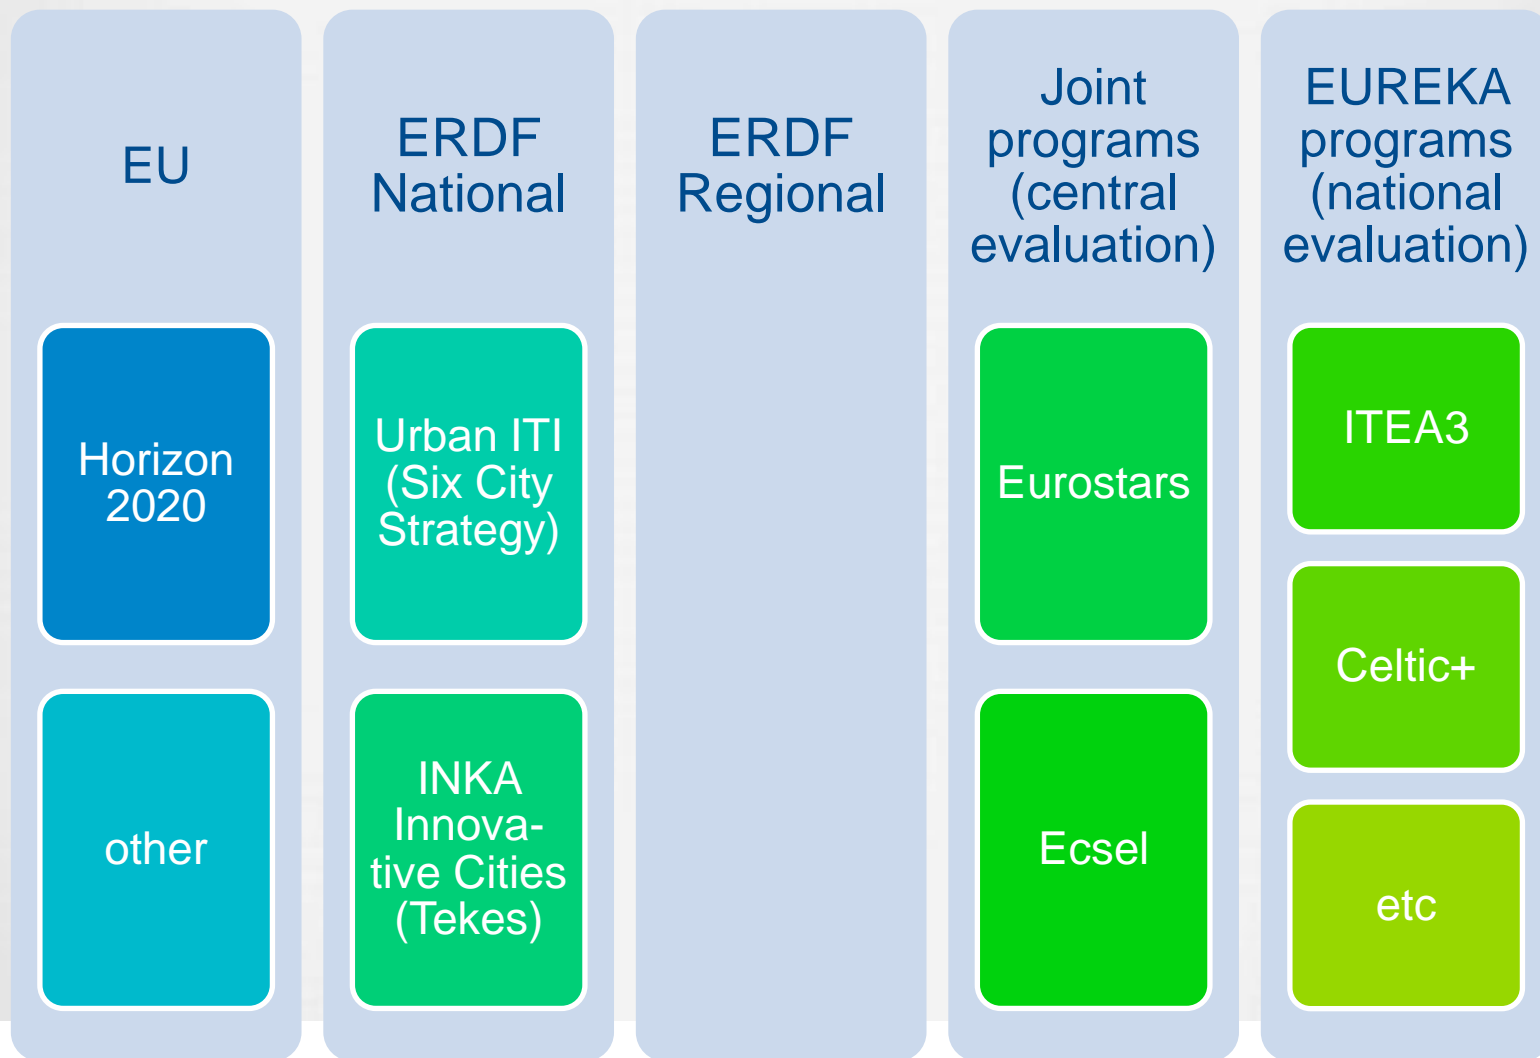 EU
Horizon
2020
other
ERDF
National
Urban ITI
(Six City
Strategy)
INKA
Innova-
tive Cities
(Tekes)
ERDF
Regional
Joint
programs
(central
evaluation)
Eurostars
Ecsel
EUREKA
programs
(national
evaluation)
ITEA3
Celtic+
etc